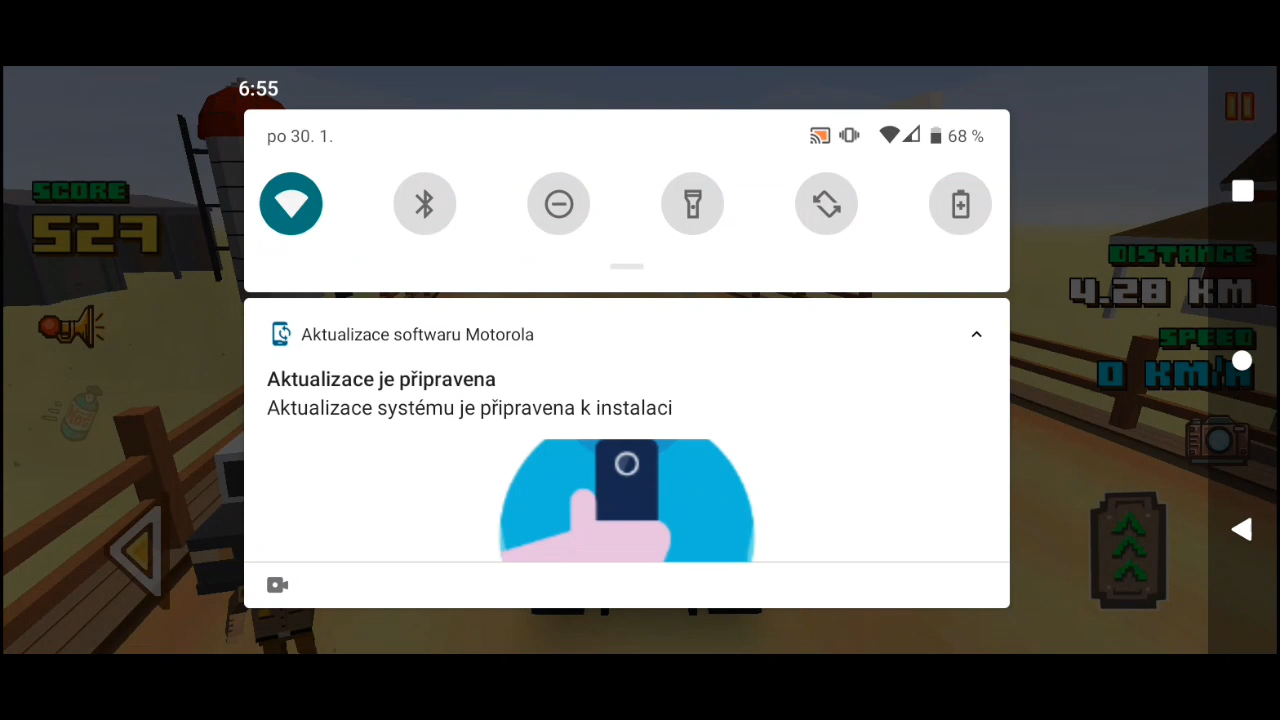 6:55
po 30. 1.
68 %
SCORE
527
DISTANCE
4.28 KM
SPEED
0 KM/H
Aktualizace softwaru Motorola
Aktualizace je připravena
Aktualizace systému je připravena k instalaci